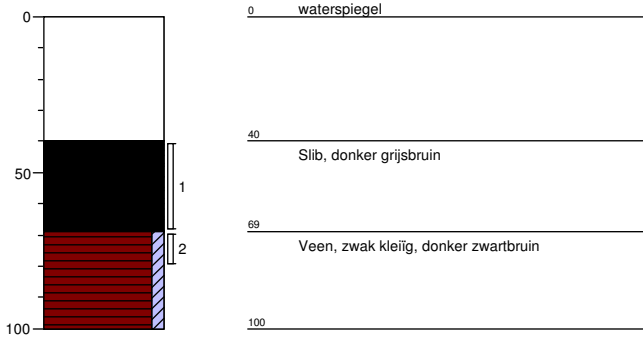 0
50
100
1
2
0 waterspiegel
40
Slib, donker grijsbruin
69
Veen, zwak kleiïg, donker zwartbruin
100